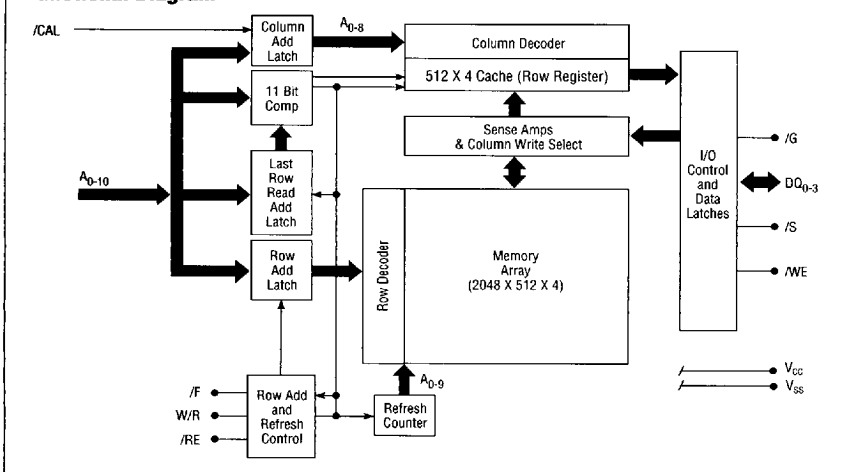 /CAL
Column
Add
Latch
A0-8
Column Decoder
512 X 4 Cache (Row Register)
11 Bit
Comp
Sense Amps
& Column Write Select
I/O
Control
and
Data
Latches
/G
DQ0-3
/S
/WE
A0-10
Last
Row
Read
Add
Latch
Row
Add
Latch
Row Decoder
Memory
Array
(2048 X 512 X 4)
VCC
VSS
/F
W/R
/RE
Row Add
and
Refresh
Control
A0-9
Refresh
Counter